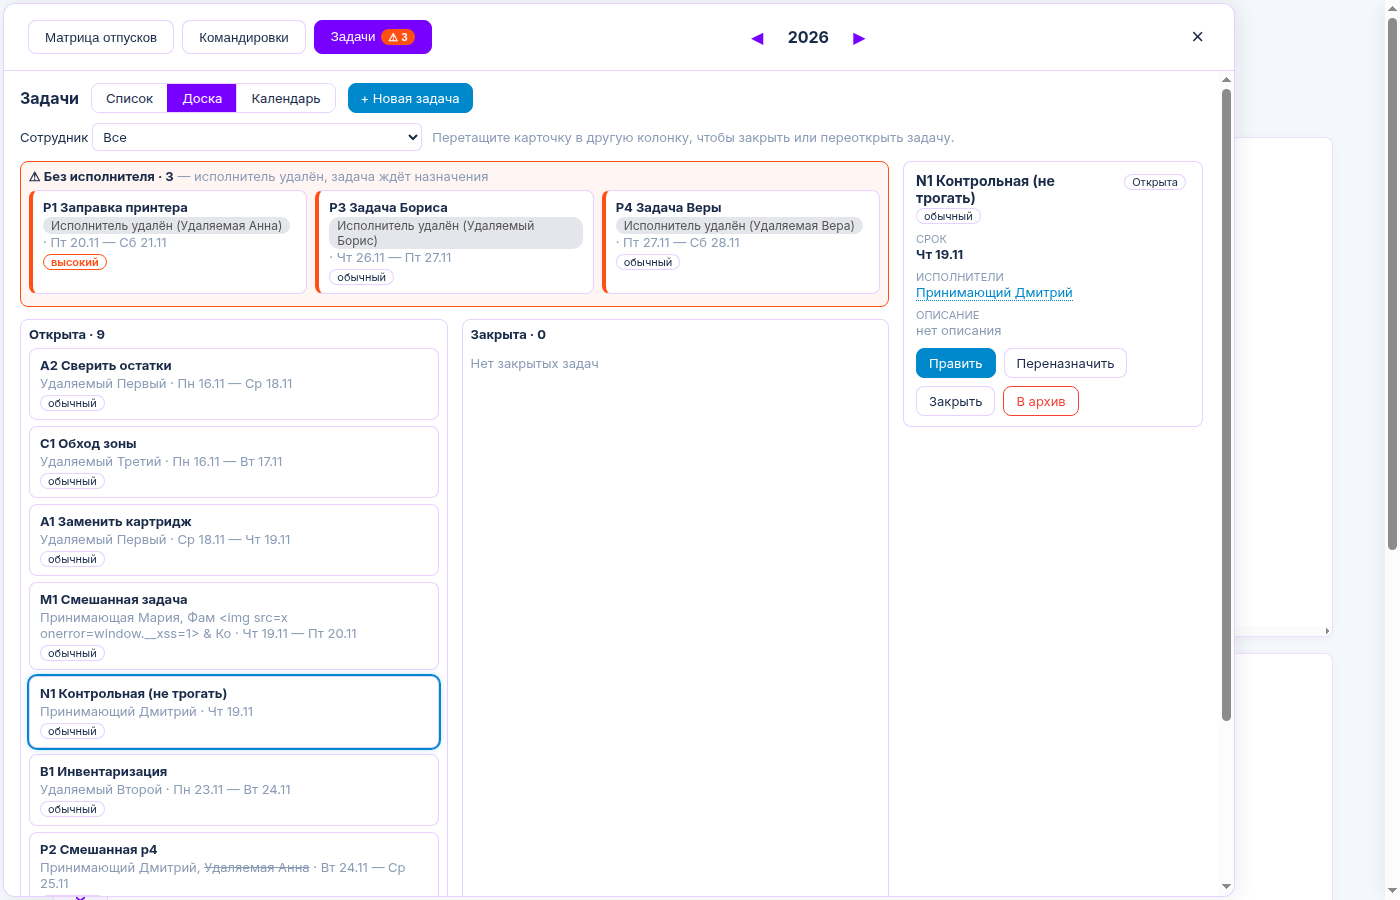 Матрица отпусков
Командировки
Задачи ⚠ 3
◀ 2026 ▶
×
Задачи
Список
Доска
Календарь
+ Новая задача
Сотрудник Все
Перетащите карточку в другую колонку, чтобы закрыть или переоткрыть задачу.
⚠ Без исполнителя · 3 — исполнитель удалён, задача ждёт назначения
P1 Заправка принтера
Исполнитель удалён (Удаляемая Анна)
· Пт 20.11 — Сб 21.11
высокий
P3 Задача Бориса
Исполнитель удалён (Удаляемый
Борис)
· Чт 26.11 — Пт 27.11
обычный
P4 Задача Веры
Исполнитель удалён (Удаляемая Вера)
· Пт 27.11 — Сб 28.11
обычный
Открыта · 9
A2 Сверить остатки
Удаляемый Первый · Пн 16.11 — Ср 18.11
обычный
C1 Обход зоны
Удаляемый Третий · Пн 16.11 — Вт 17.11
обычный
A1 Заменить картридж
Удаляемый Первый · Ср 18.11 — Чт 19.11
обычный
M1 Смешанная задача
Принимающая Мария, Фам <img src=x
onerror=window.__xss=1> & Ко · Чт 19.11 — Пт 20.11
обычный
N1 Контрольная (не трогать)
Принимающий Дмитрий · Чт 19.11
обычный
B1 Инвентаризация
Удаляемый Второй · Пн 23.11 — Вт 24.11
обычный
P2 Смешанная p4
Принимающий Дмитрий, Удаляемая Анна · Вт 24.11 — Ср
25.11
Закрыта · 0
Нет закрытых задач
N1 Контрольная (не
трогать)
Открыта
обычный
СРОК
Чт 19.11
ИСПОЛНИТЕЛИ
Принимающий Дмитрий
ОПИСАНИЕ
нет описания
Править
Переназначить
Закрыть
В архив